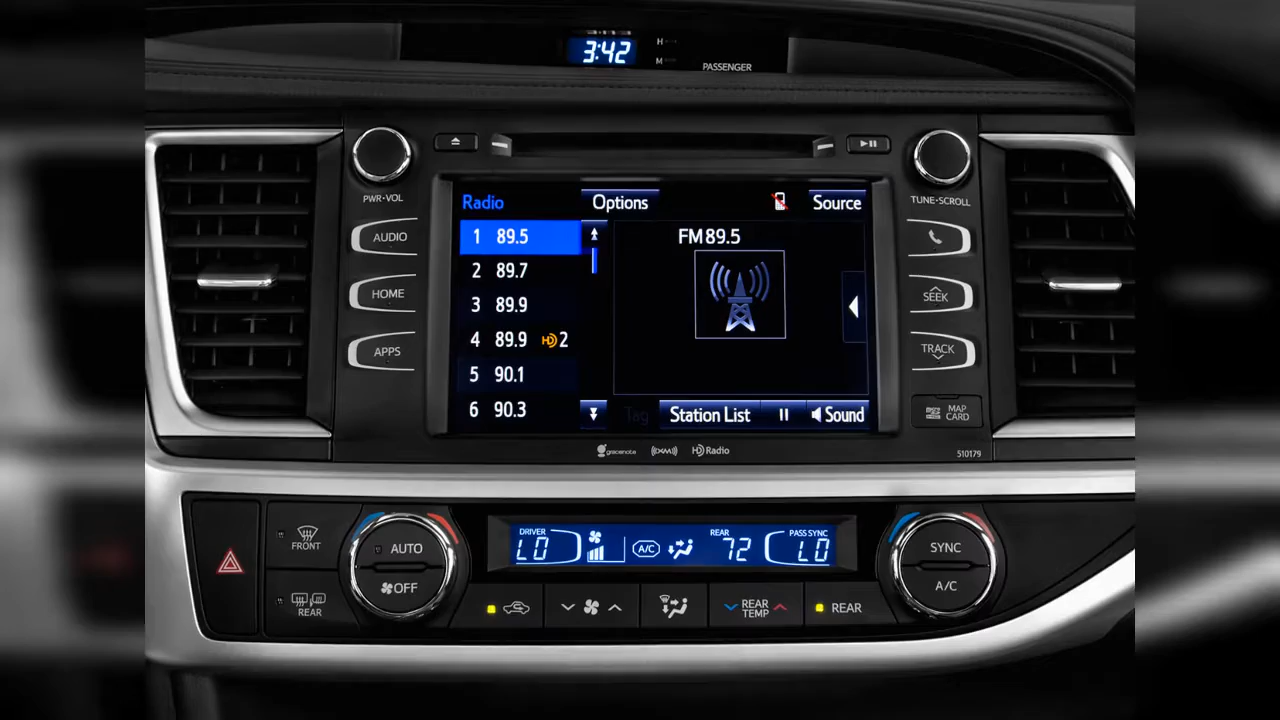 3:42
H
M
PASSENGER
PWR•VOL
TUNE•SCROLL
AUDIO
HOME
APPS
SEEK
TRACK
MAP
CARD
Radio
Options
Source
1 89.5
2 89.7
3 89.9
4 89.9 HD 2
5 90.1
6 90.3
FM 89.5
Tag
Station List
Sound
gracenote
((XM))
HD Radio
510179
FRONT
REAR
AUTO
OFF
DRIVER
LO
A/C
REAR
72
PASS SYNC
LO
SYNC
A/C
REAR
TEMP
REAR